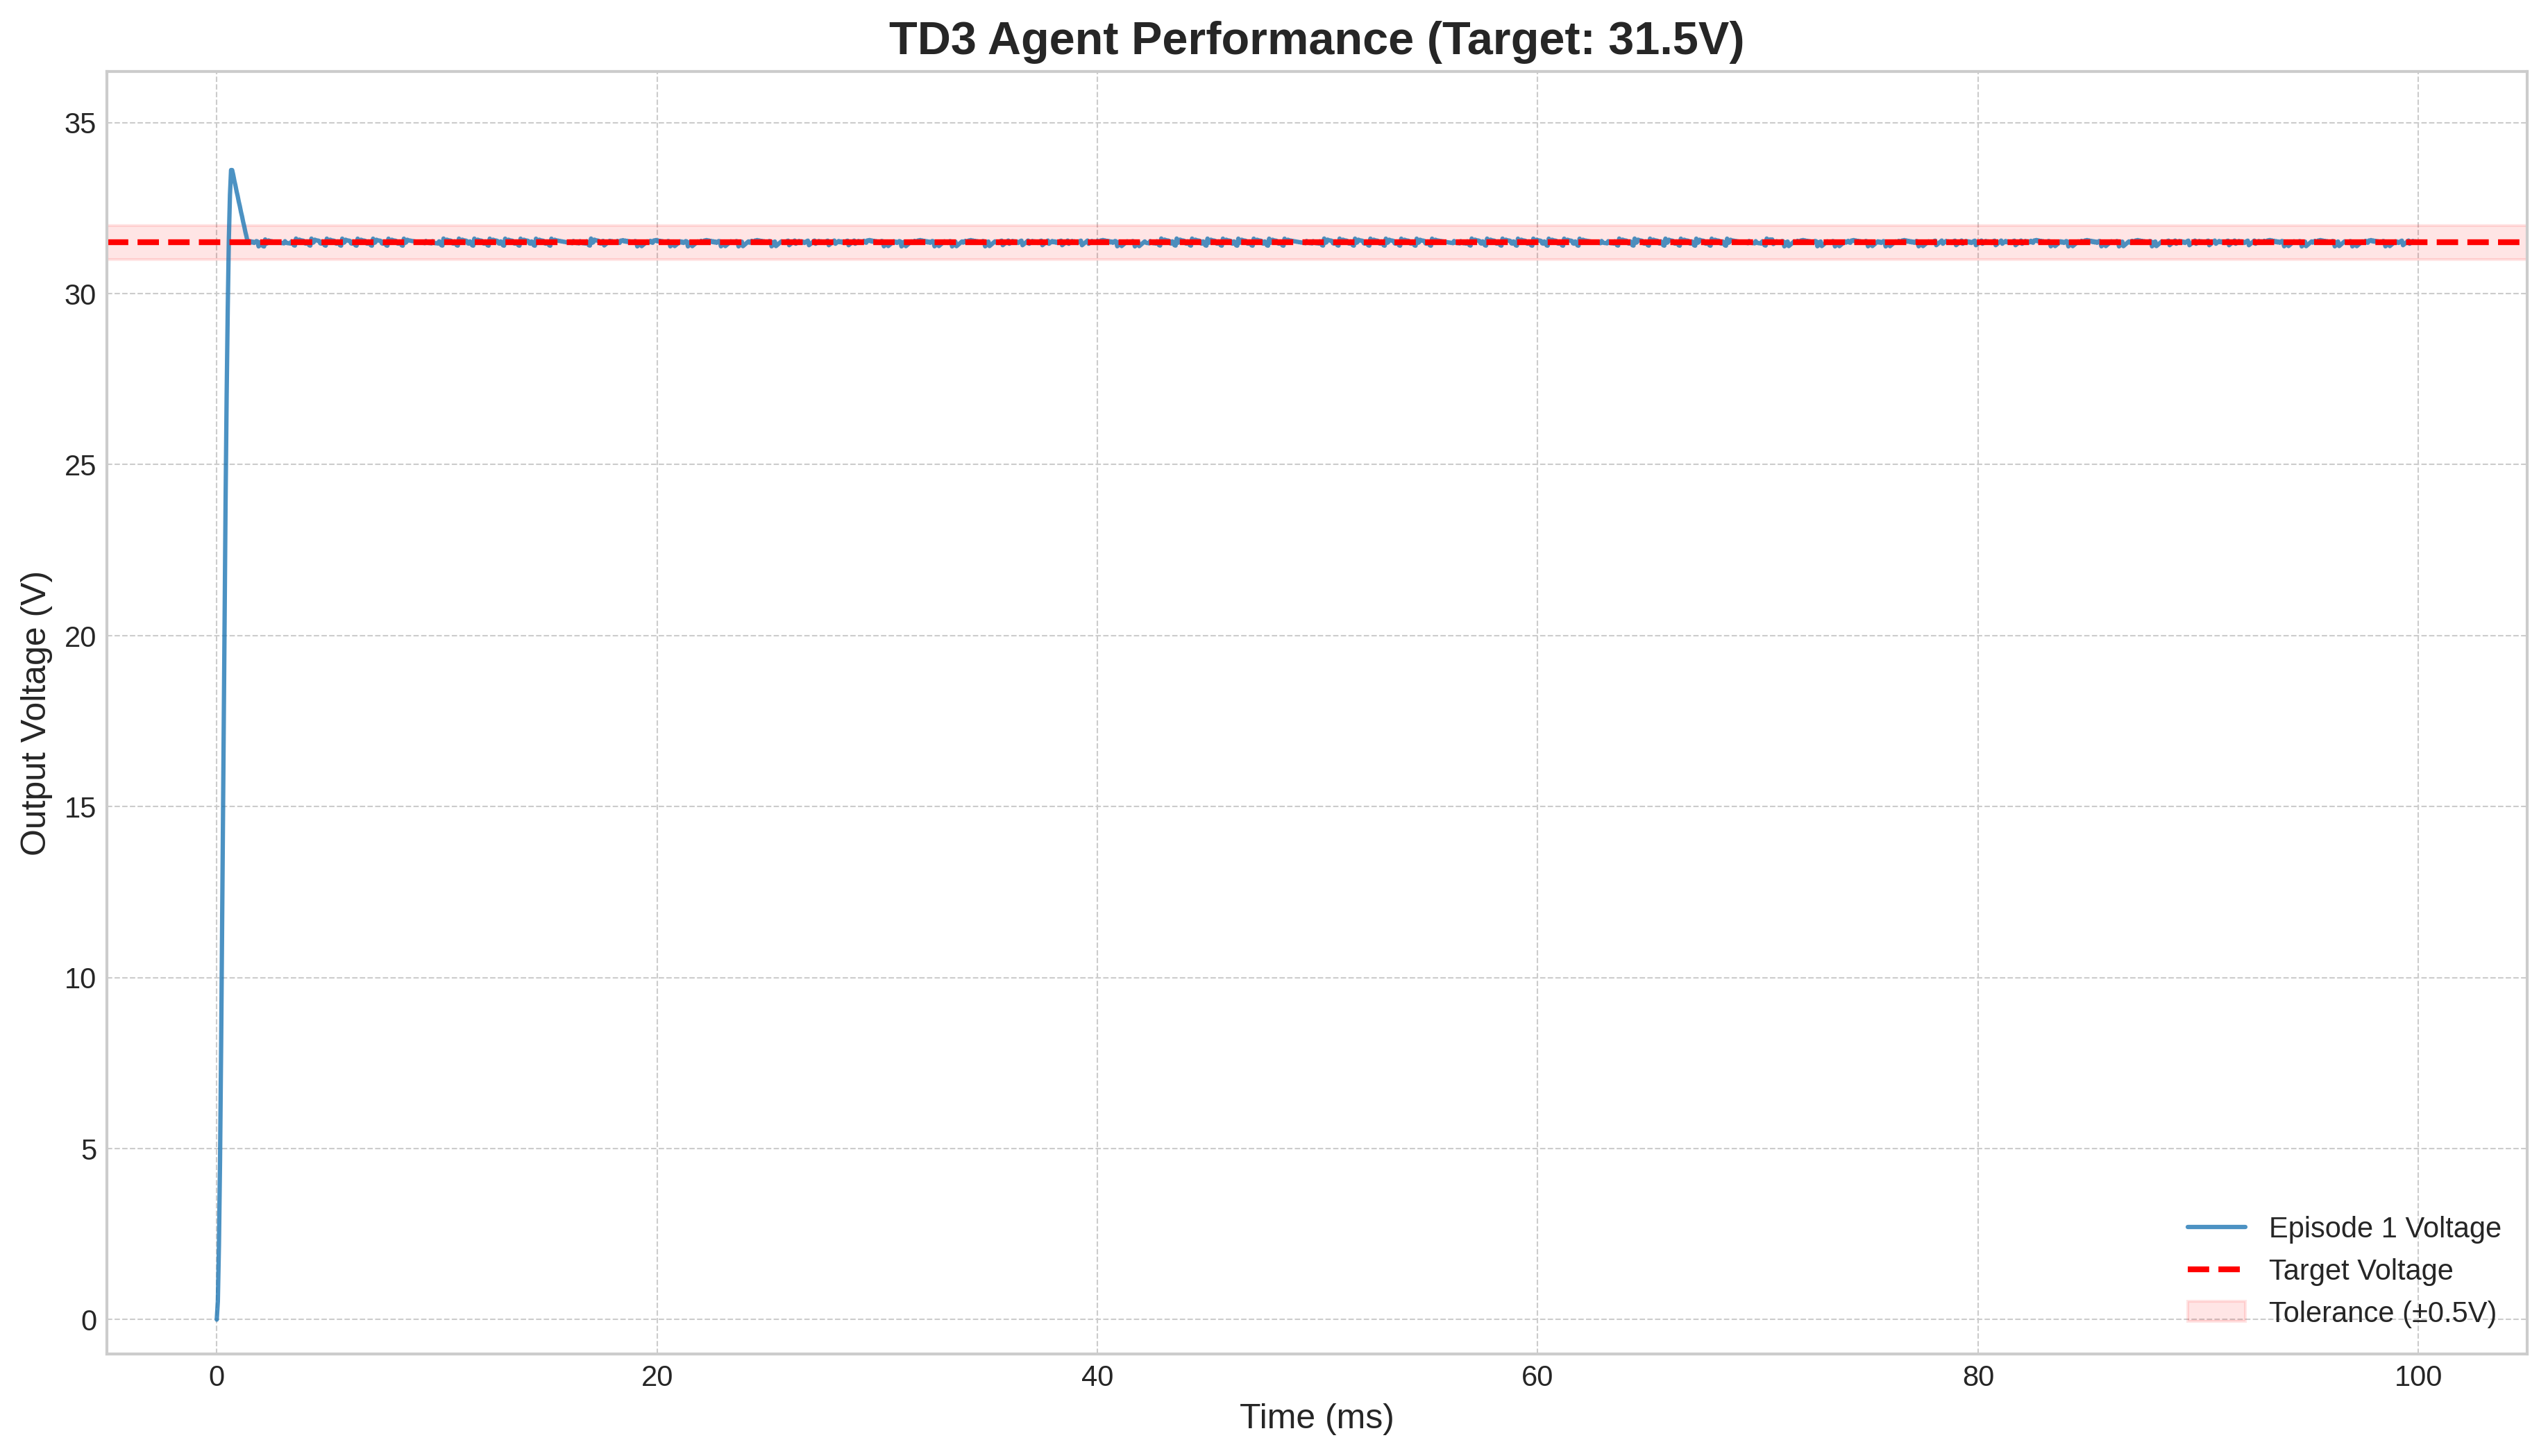 TD3 Agent Performance (Target: 31.5V)
35
30
25
20
15
10
5
0
Output Voltage (V)
0 20 40 60 80 100
Time (ms)
Episode 1 Voltage
Target Voltage
Tolerance (±0.5V)